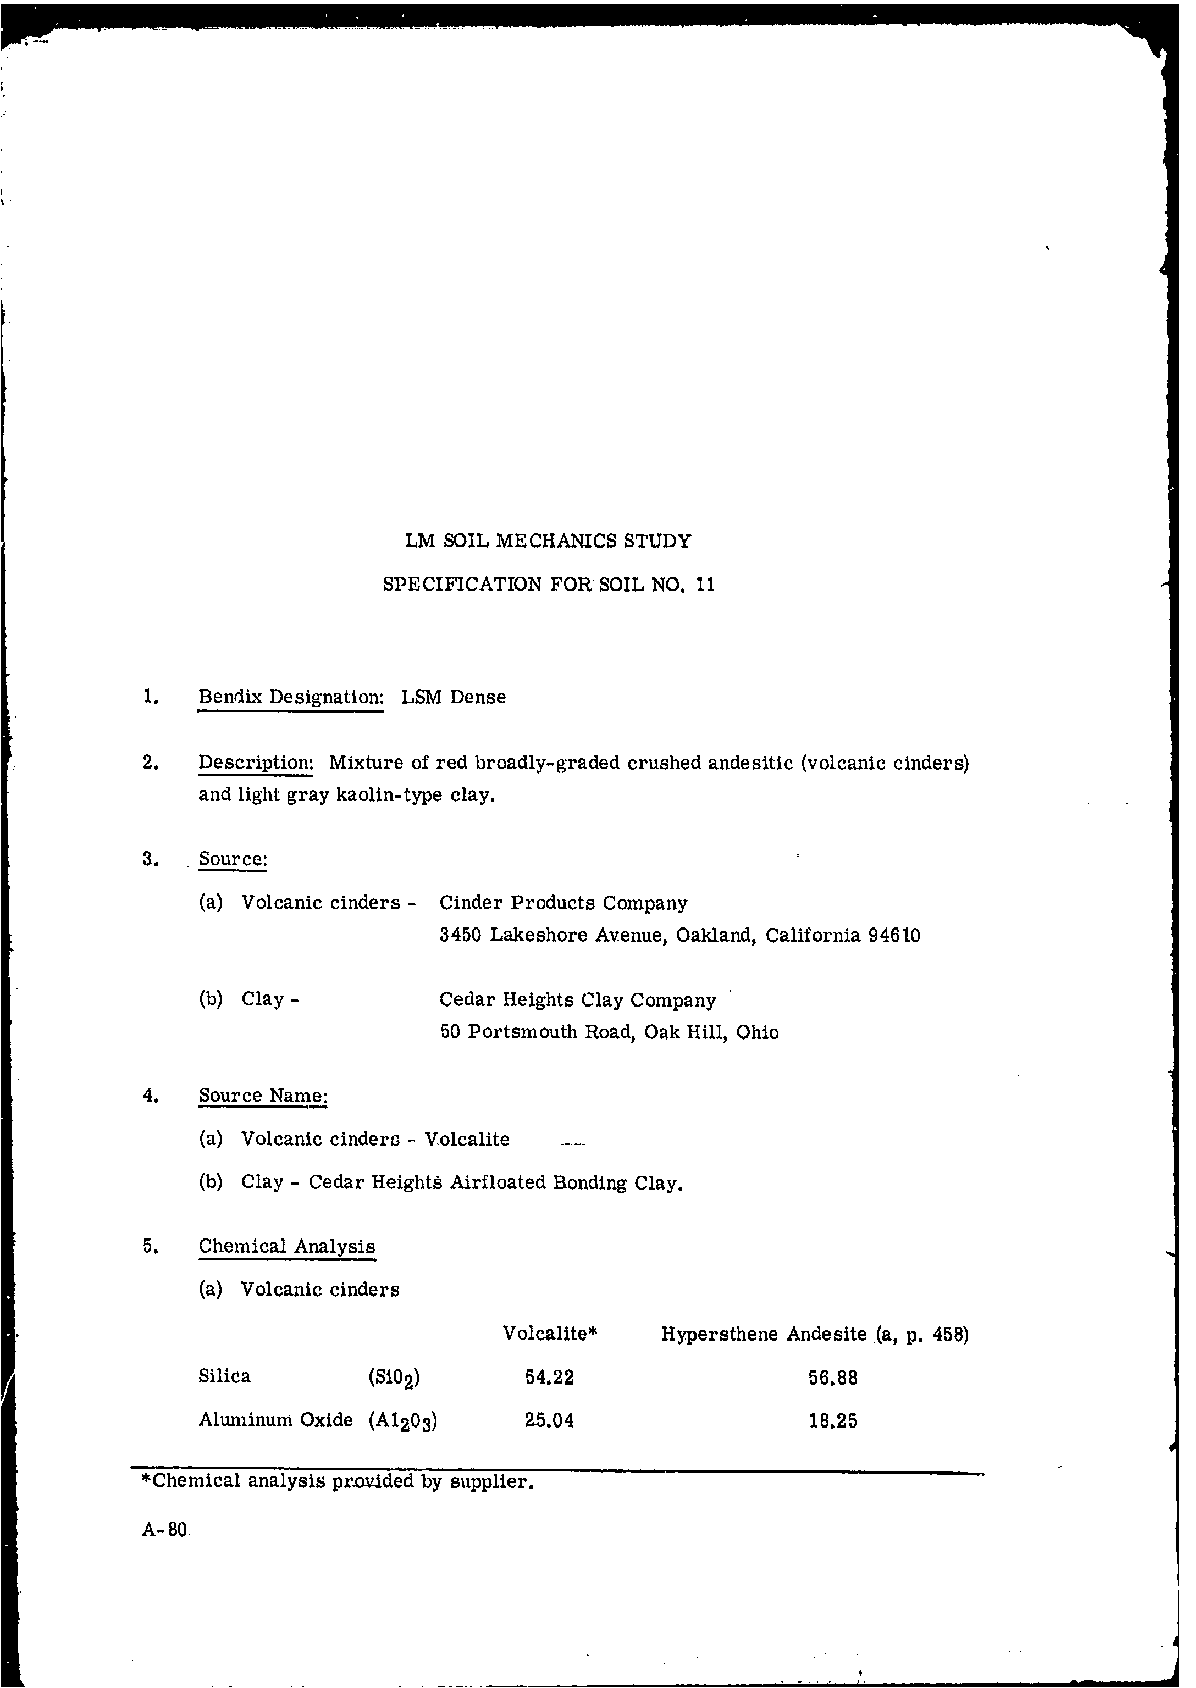 LM SOIL MECHANICS STUDY
SPECIFICATION FOR SOIL NO. 11
1. Bendix Designation: LSM Dense
2. Description: Mixture of red broadly-graded crushed andesitic (volcanic cinders)
and light gray kaolin-type clay.
3. Source:
(a) Volcanic cinders - Cinder Products Company
3450 Lakeshore Avenue, Oakland, California 94610
(b) Clay - Cedar Heights Clay Company
50 Portsmouth Road, Oak Hill, Ohio
4. Source Name:
(a) Volcanic cinders - Volcalite
(b) Clay - Cedar Heights Airfloated Bonding Clay.
5. Chemical Analysis
(a) Volcanic cinders
Volcalite* Hypersthene Andesite (a, p. 458)
Silica (SiO2) 54.22 56.88
Aluminum Oxide (Al2O3) 25.04 18.25
*Chemical analysis provided by supplier.
A-80